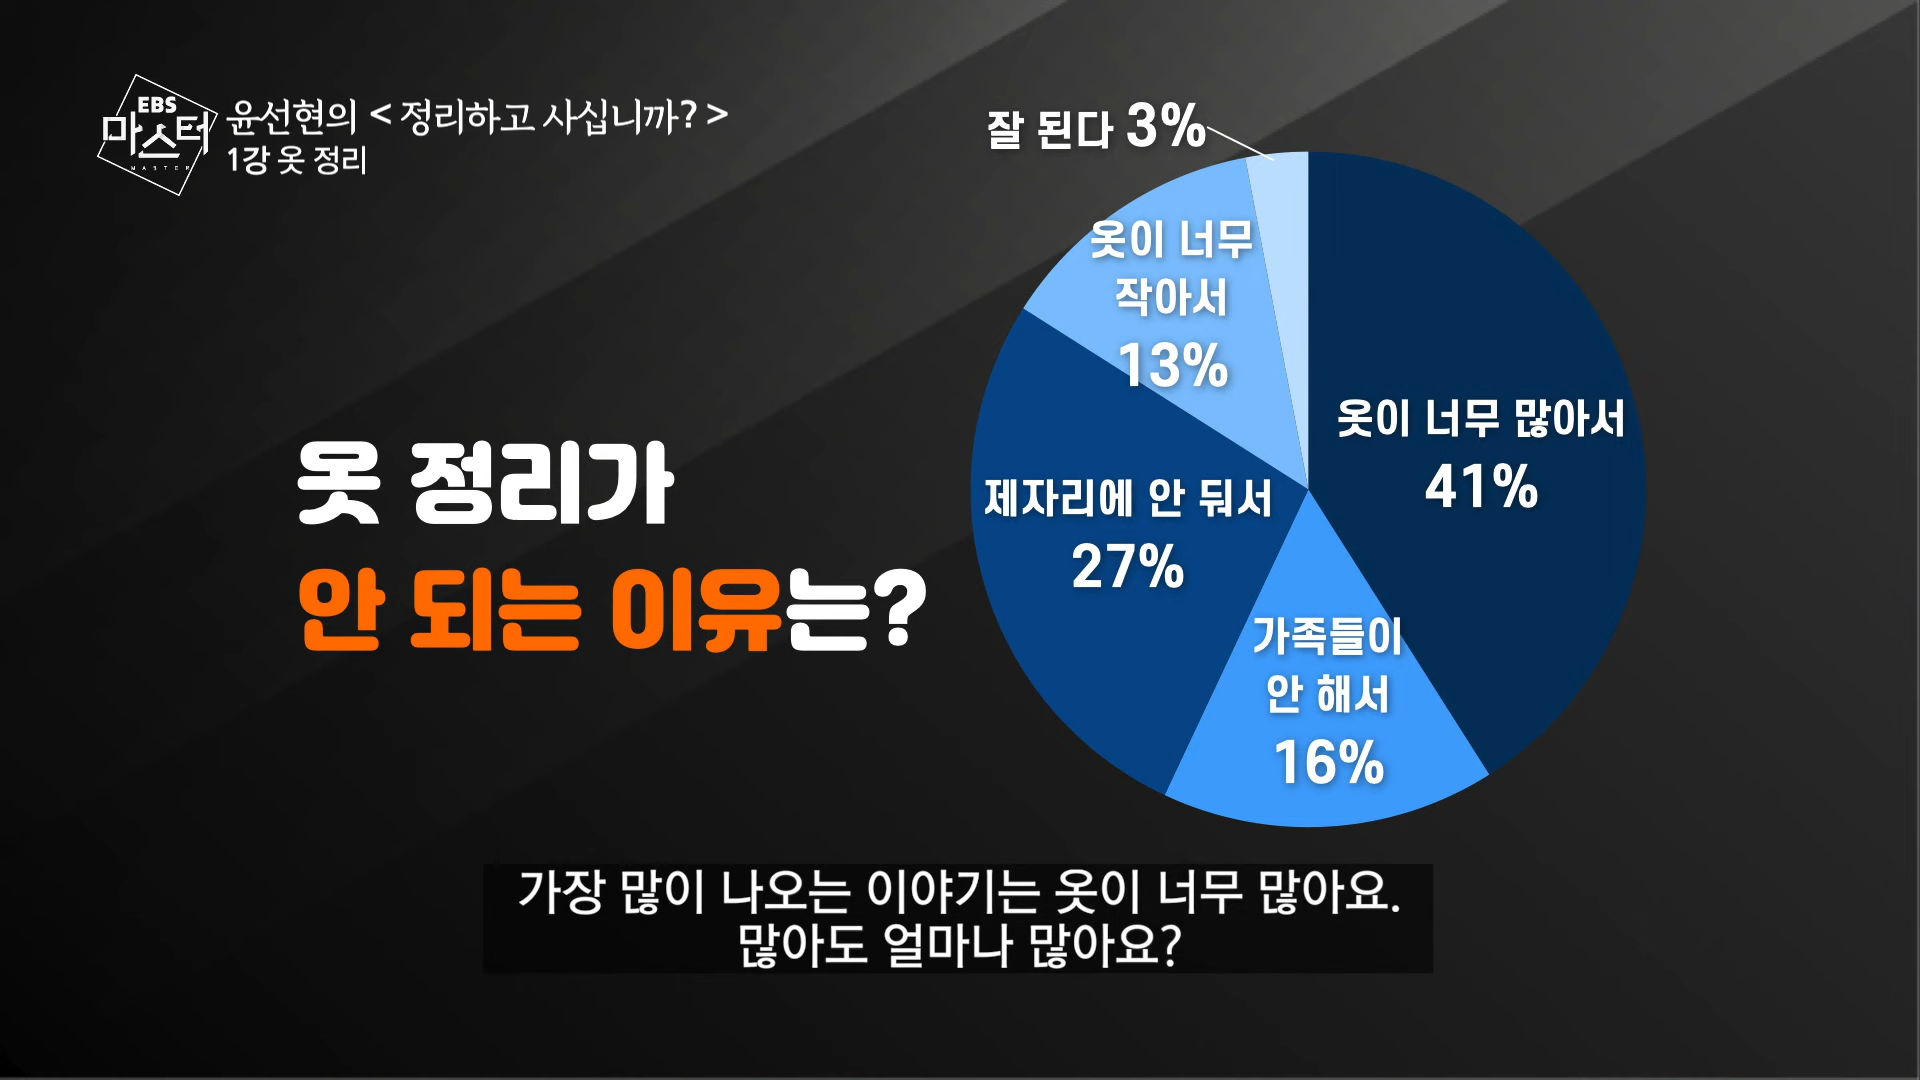 EBS
마스터
MASTER
윤선현의 < 정리하고 사십니까? >
1강 옷 정리
옷 정리가
안 되는 이유는?
잘 된다 3%
옷이 너무
작아서
13%
옷이 너무 많아서
41%
제자리에 안 둬서
27%
가족들이
안 해서
16%
가장 많이 나오는 이야기는 옷이 너무 많아요.
많아도 얼마나 많아요?